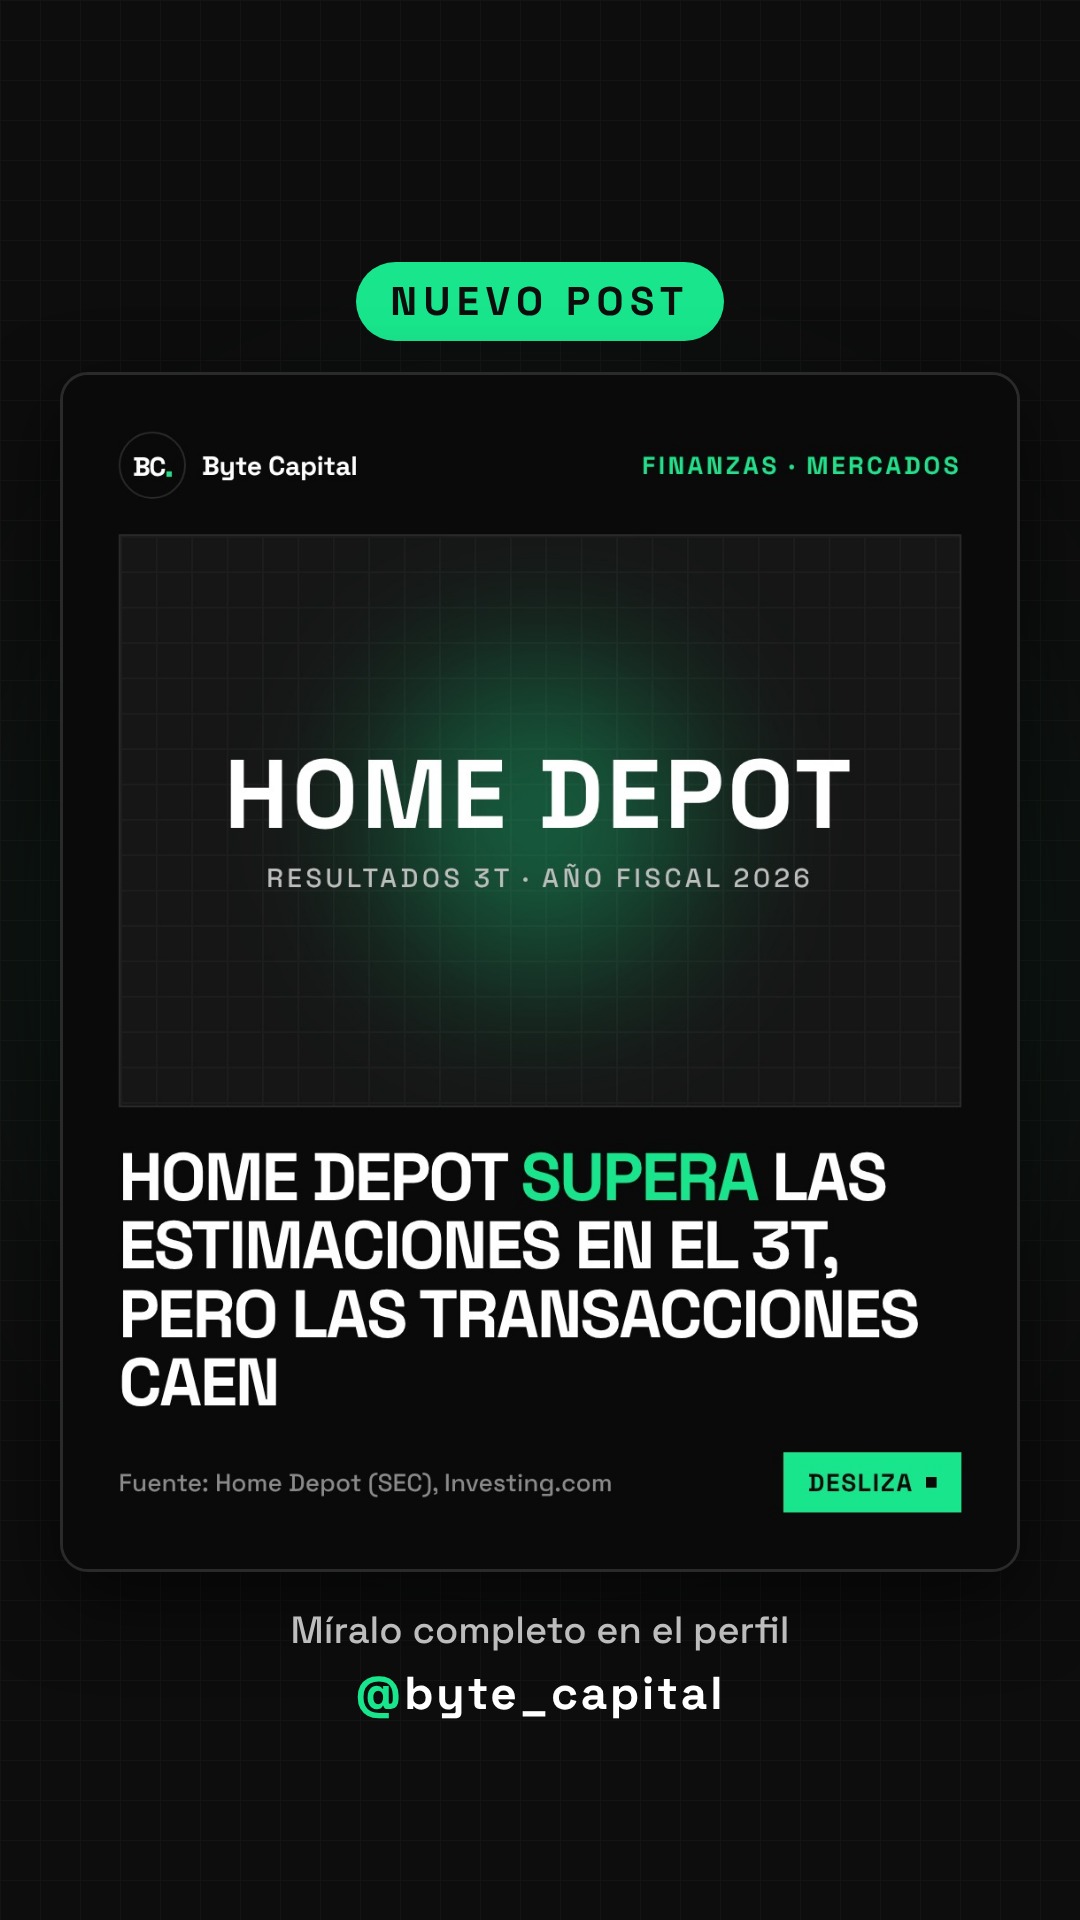 NUEVO POST
BC. Byte Capital
FINANZAS · MERCADOS
HOME DEPOT
RESULTADOS 3T · AÑO FISCAL 2026
HOME DEPOT SUPERA LAS
ESTIMACIONES EN EL 3T,
PERO LAS TRANSACCIONES
CAEN
Fuente: Home Depot (SEC), Investing.com
DESLIZA ■
Míralo completo en el perfil
@byte_capital